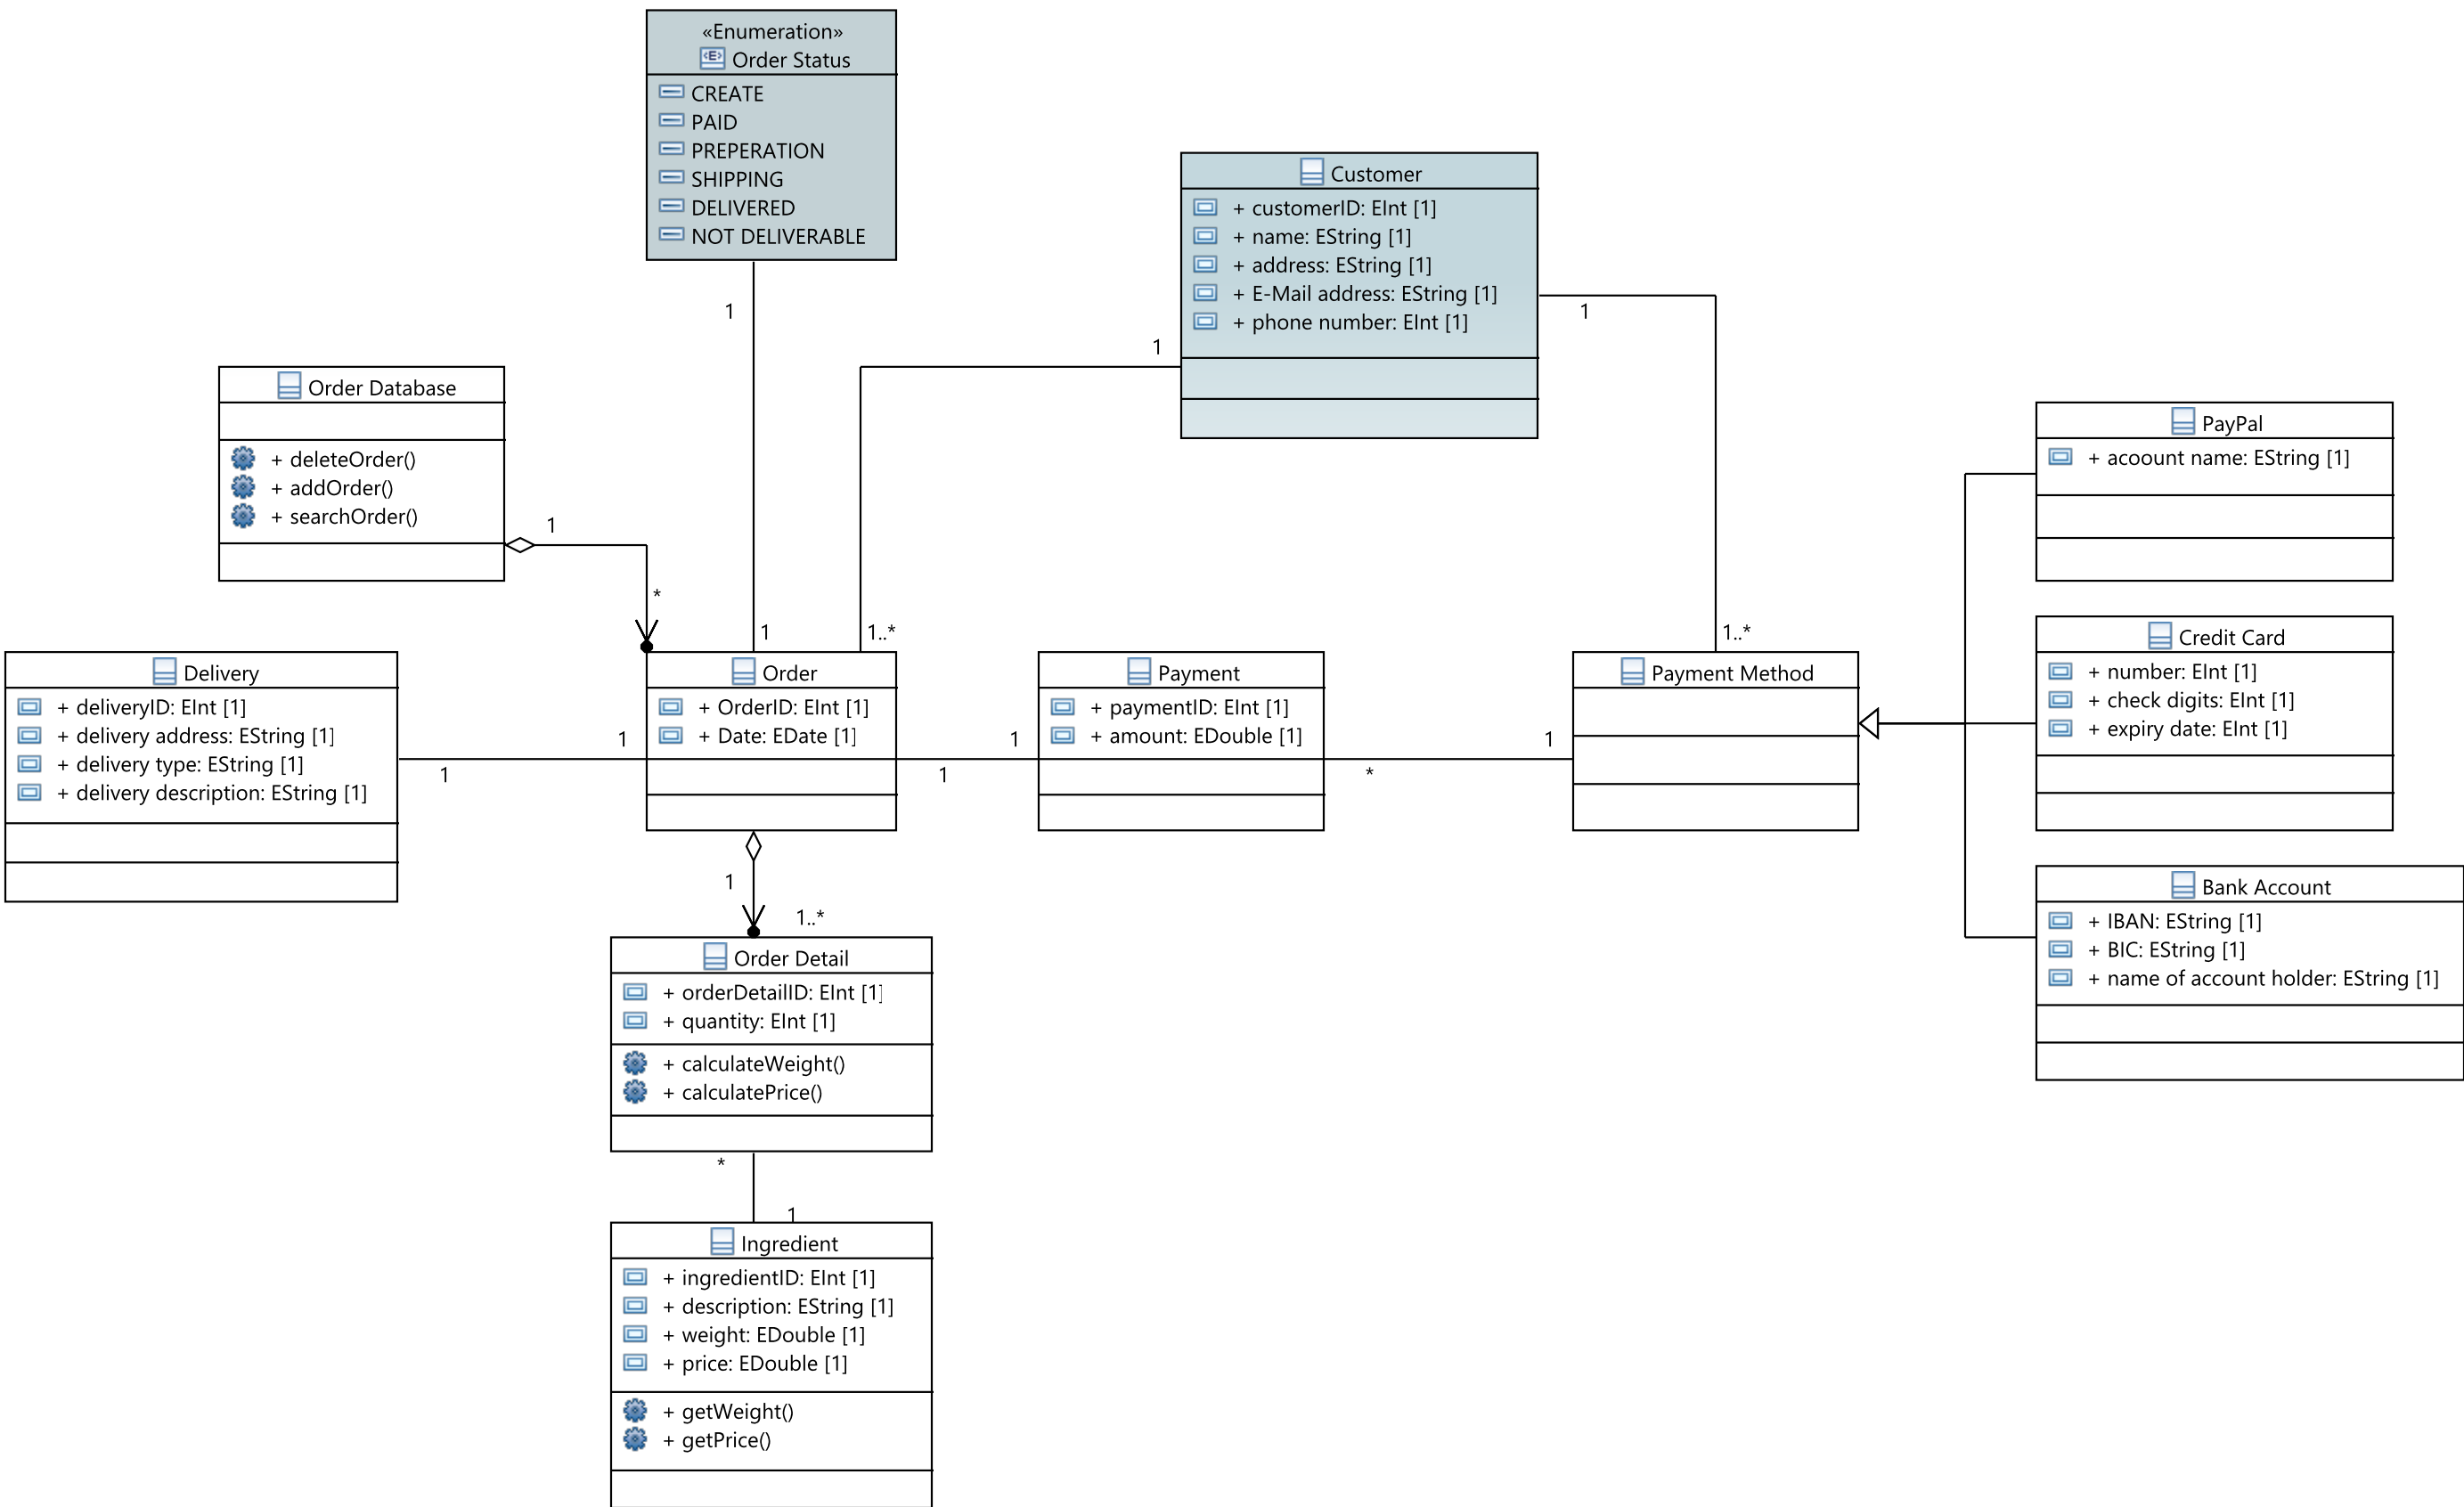 «Enumeration»
Order Status
CREATE
PAID
PREPERATION
SHIPPING
DELIVERED
NOT DELIVERABLE
Customer
+ customerID: EInt [1]
+ name: EString [1]
+ address: EString [1]
+ E-Mail address: EString [1]
+ phone number: EInt [1]
1
1
1
Order Database
+ deleteOrder()
+ addOrder()
+ searchOrder()
1
*
PayPal
+ acoount name: EString [1]
1
1..*
1..*
Delivery
+ deliveryID: EInt [1]
+ delivery address: EString [1]
+ delivery type: EString [1]
+ delivery description: EString [1]
1
1
Order
+ OrderID: EInt [1]
+ Date: EDate [1]
1
1
Payment
+ paymentID: EInt [1]
+ amount: EDouble [1]
*
1
Payment Method
Credit Card
+ number: EInt [1]
+ check digits: EInt [1]
+ expiry date: EInt [1]
Bank Account
+ IBAN: EString [1]
+ BIC: EString [1]
+ name of account holder: EString [1]
1
1..*
Order Detail
+ orderDetailID: EInt [1]
+ quantity: EInt [1]
+ calculateWeight()
+ calculatePrice()
*
1
Ingredient
+ ingredientID: EInt [1]
+ description: EString [1]
+ weight: EDouble [1]
+ price: EDouble [1]
+ getWeight()
+ getPrice()